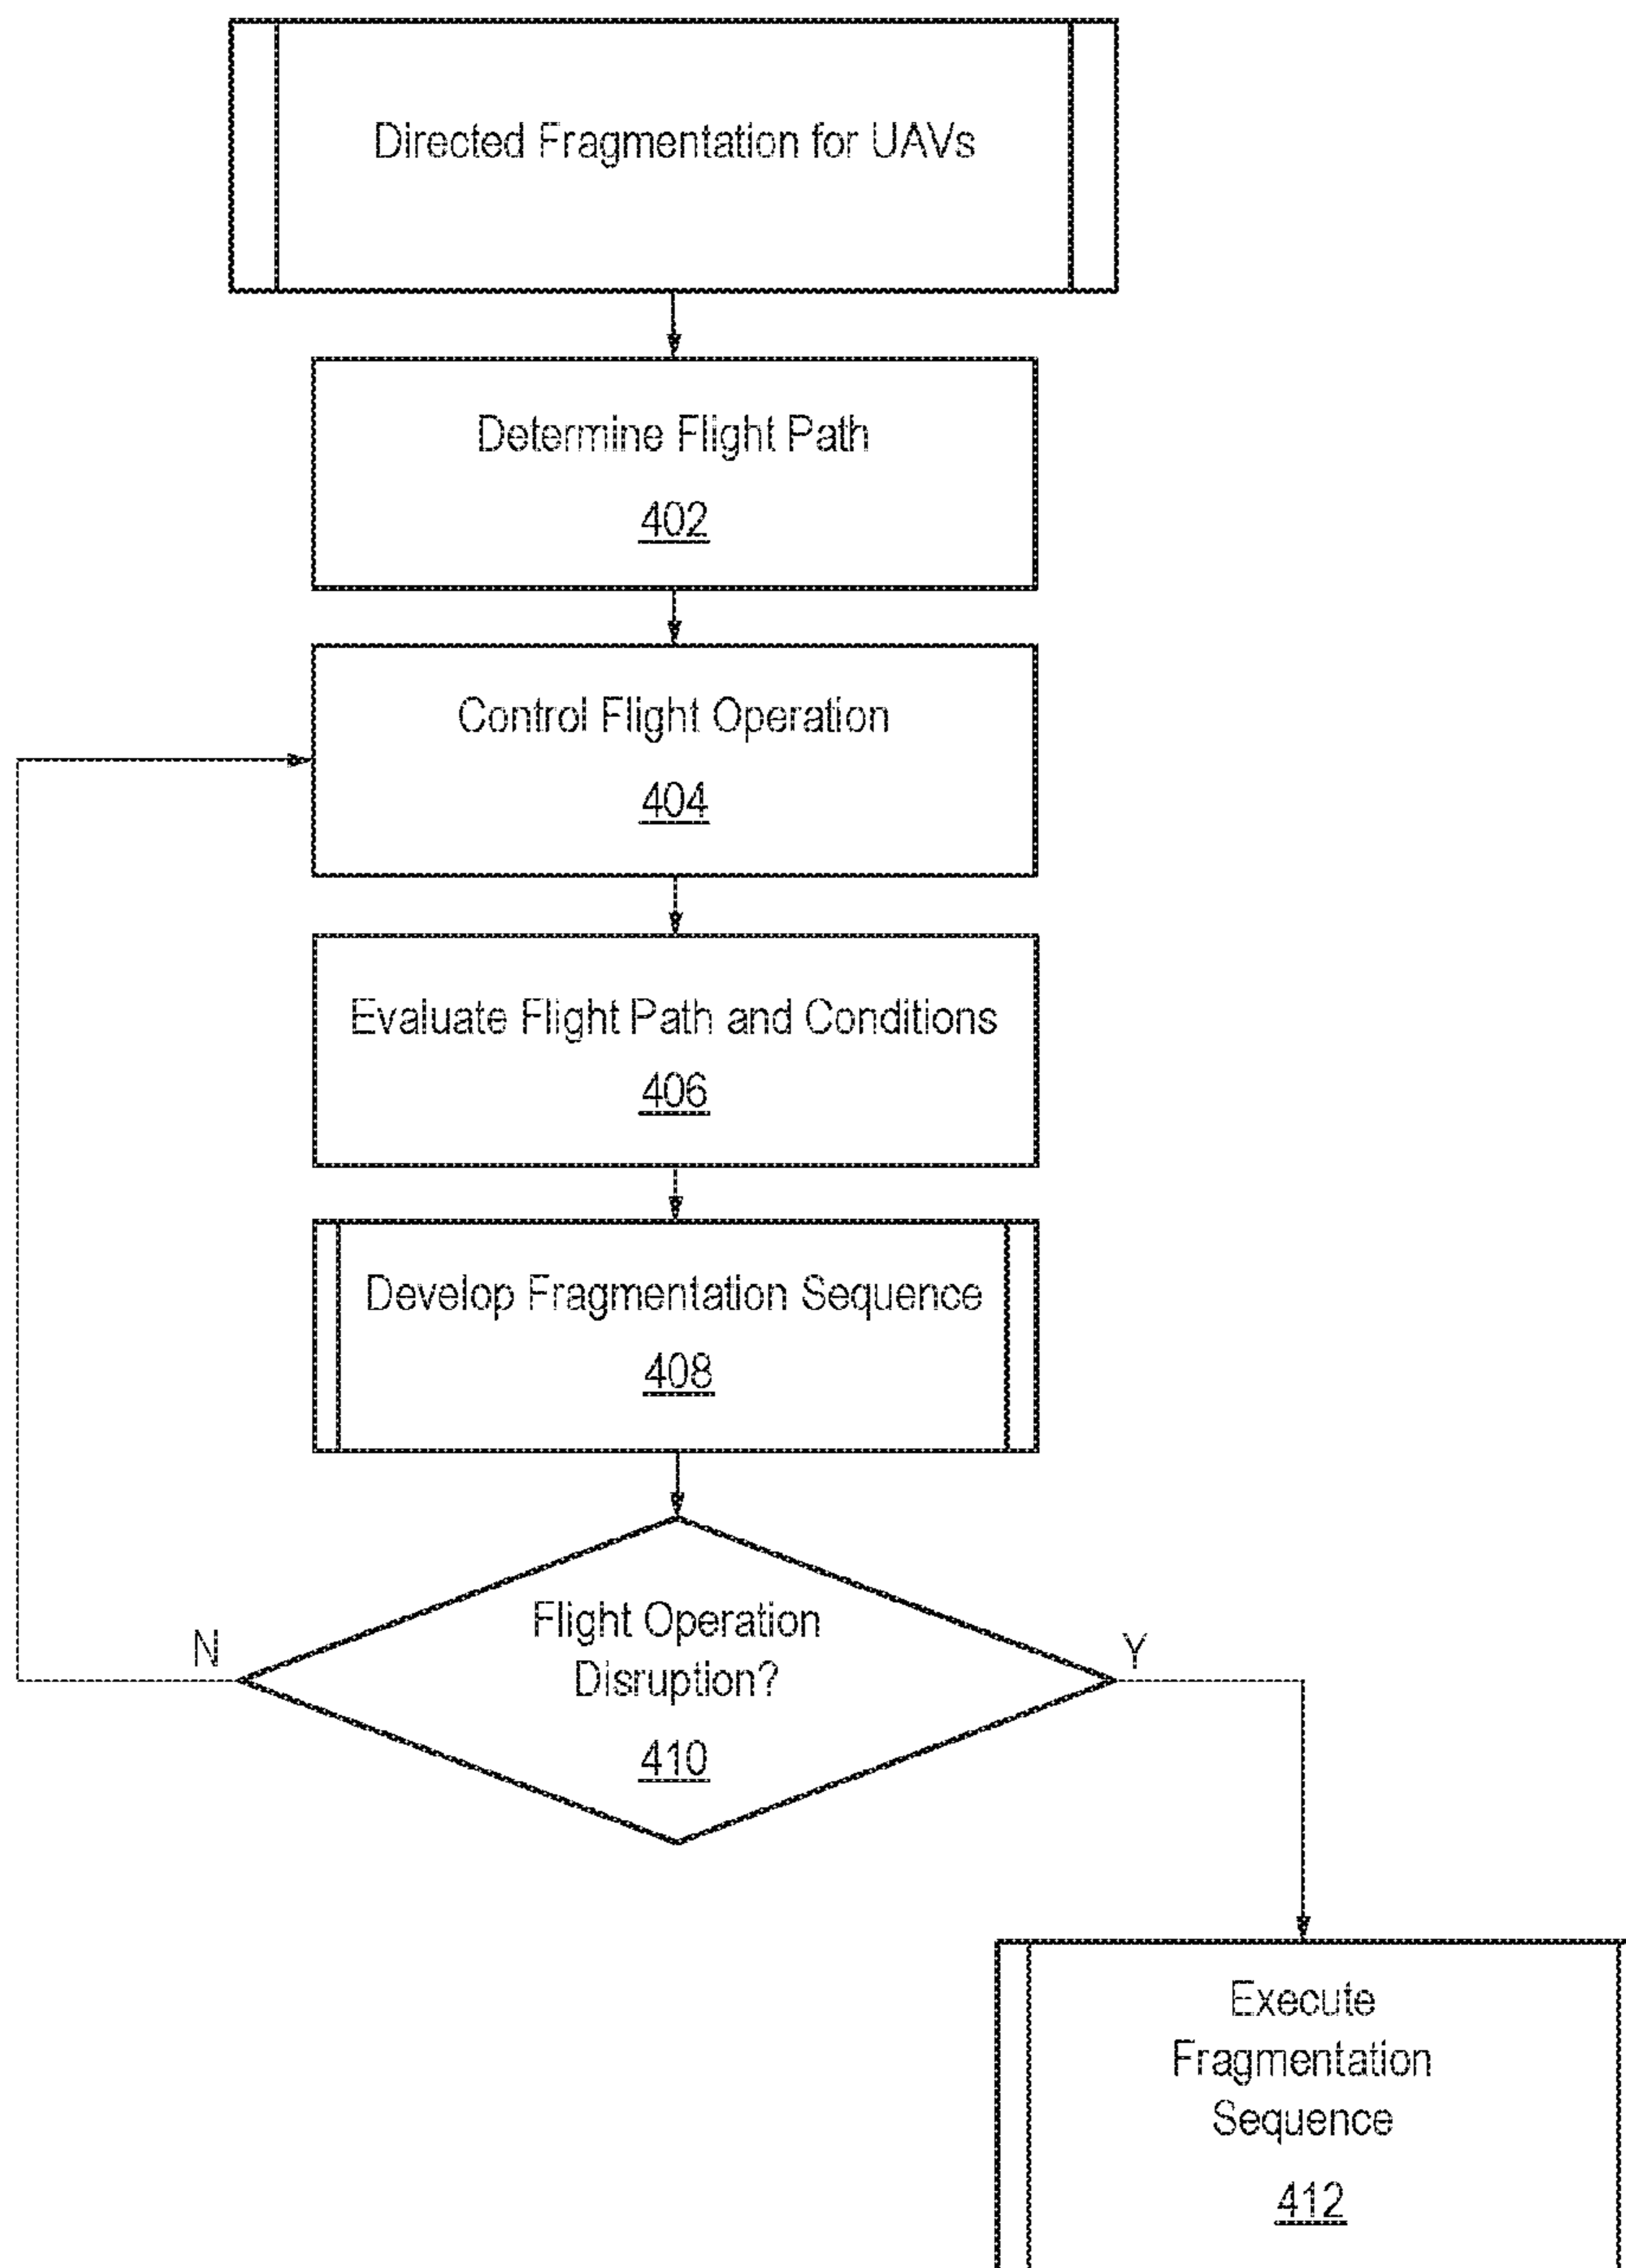 Directed Fragmentation for UAVs
Determine Flight Path
402
Control Flight Operation
404
Evaluate Flight Path and Conditions
406
Develop Fragmentation Sequence
408
Flight Operation
Disruption?
410
N
Y
Execute
Fragmentation
Sequence
412